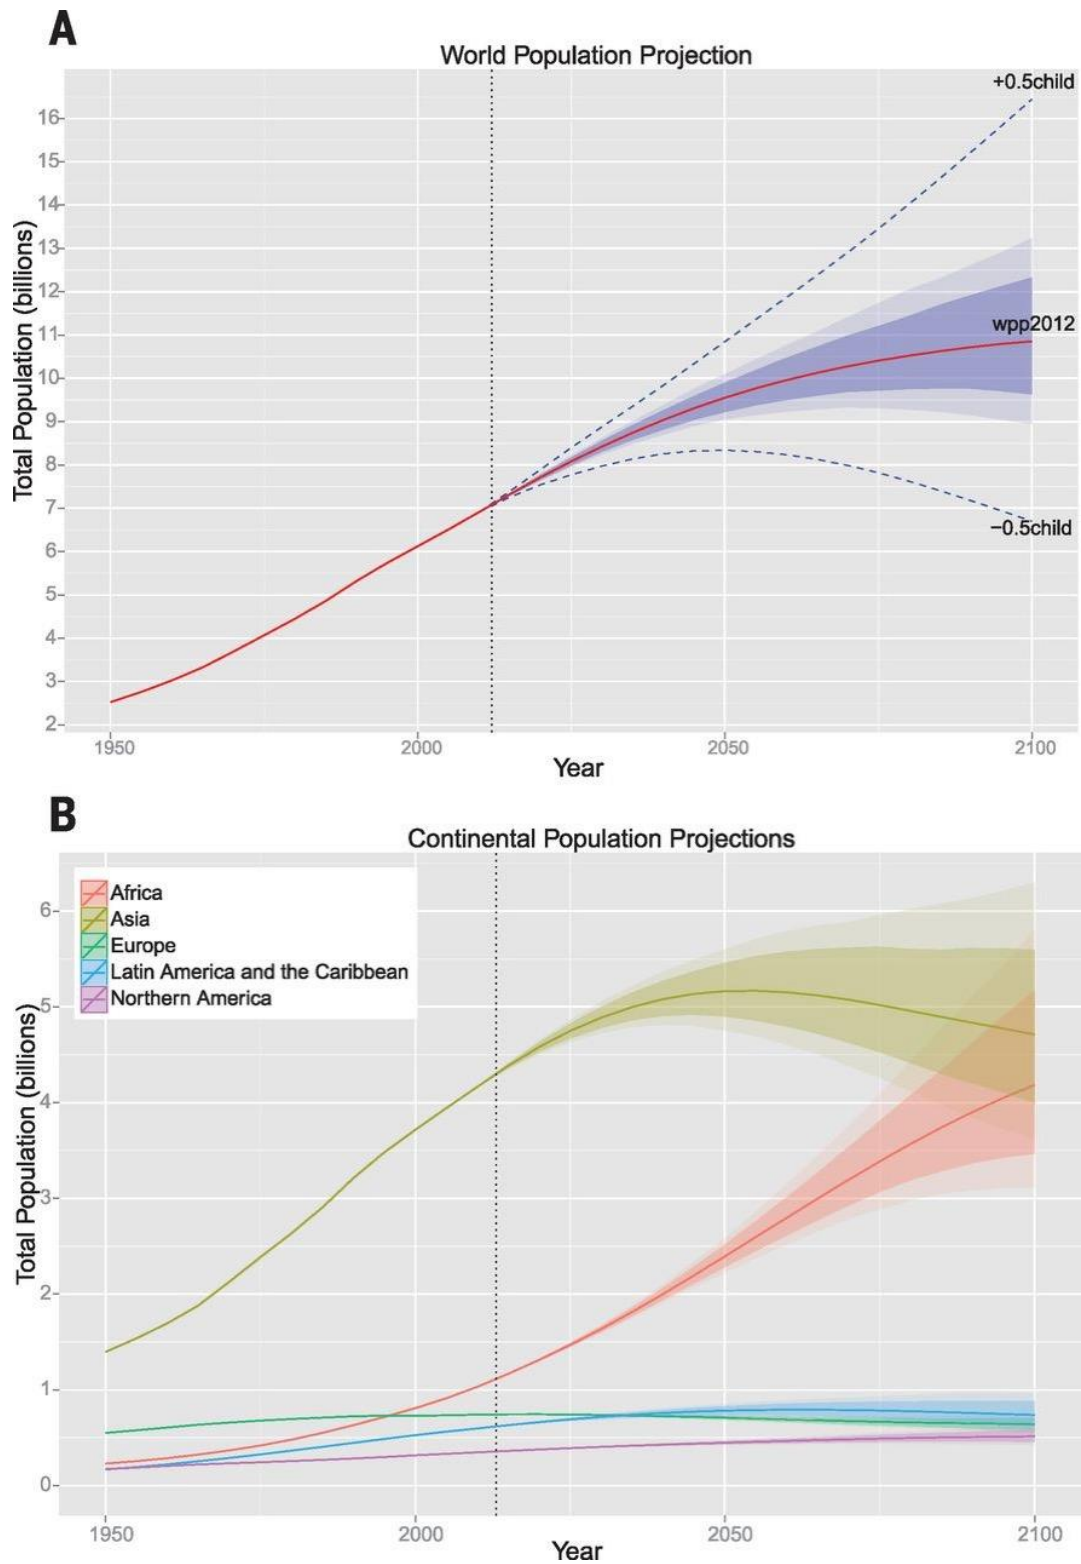 A
World Population Projection
Total Population (billions)
16
15
14
13
12
11
10
9
8
7
6
5
4
3
2
+0.5child
wpp2012
−0.5child
1950 2000 2050 2100
Year
B
Continental Population Projections
Total Population (billions)
6
5
4
3
2
1
0
Africa
Asia
Europe
Latin America and the Caribbean
Northern America
1950 2000 2050 2100
Year